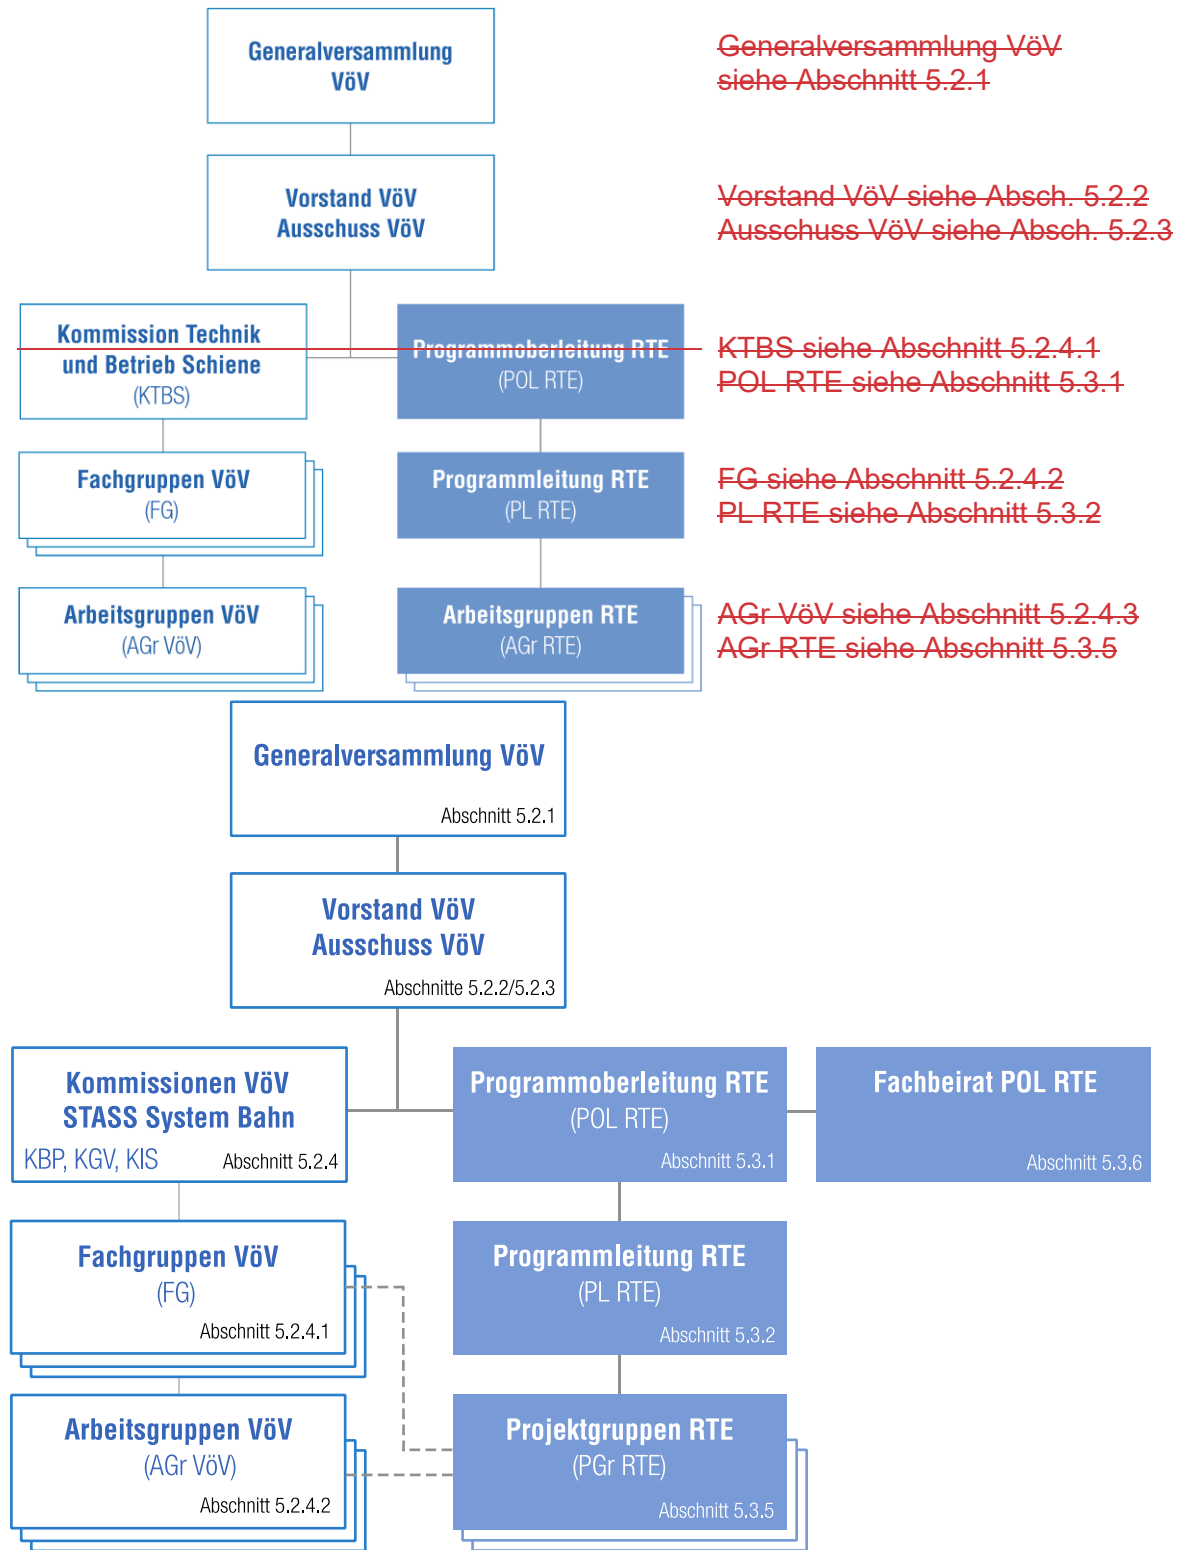 Generalversammlung
VöV
Generalversammlung VöV
siehe Abschnitt 5.2.1
Vorstand VöV
Ausschuss VöV
Vorstand VöV siehe Absch. 5.2.2
Ausschuss VöV siehe Absch. 5.2.3
Kommission Technik
und Betrieb Schiene
(KTBS)
Programmoberleitung RTE
(POL RTE)
KTBS siehe Abschnitt 5.2.4.1
POL RTE siehe Abschnitt 5.3.1
Fachgruppen VöV
(FG)
Programmleitung RTE
(PL RTE)
FG siehe Abschnitt 5.2.4.2
PL RTE siehe Abschnitt 5.3.2
Arbeitsgruppen VöV
(AGr VöV)
Arbeitsgruppen RTE
(AGr RTE)
AGr VöV siehe Abschnitt 5.2.4.3
AGr RTE siehe Abschnitt 5.3.5
Generalversammlung VöV
Abschnitt 5.2.1
Vorstand VöV
Ausschuss VöV
Abschnitte 5.2.2/5.2.3
Kommissionen VöV
STASS System Bahn
KBP, KGV, KIS Abschnitt 5.2.4
Programmoberleitung RTE
(POL RTE)
Abschnitt 5.3.1
Fachbeirat POL RTE
Abschnitt 5.3.6
Fachgruppen VöV
(FG)
Abschnitt 5.2.4.1
Programmleitung RTE
(PL RTE)
Abschnitt 5.3.2
Arbeitsgruppen VöV
(AGr VöV)
Abschnitt 5.2.4.2
Projektgruppen RTE
(PGr RTE)
Abschnitt 5.3.5